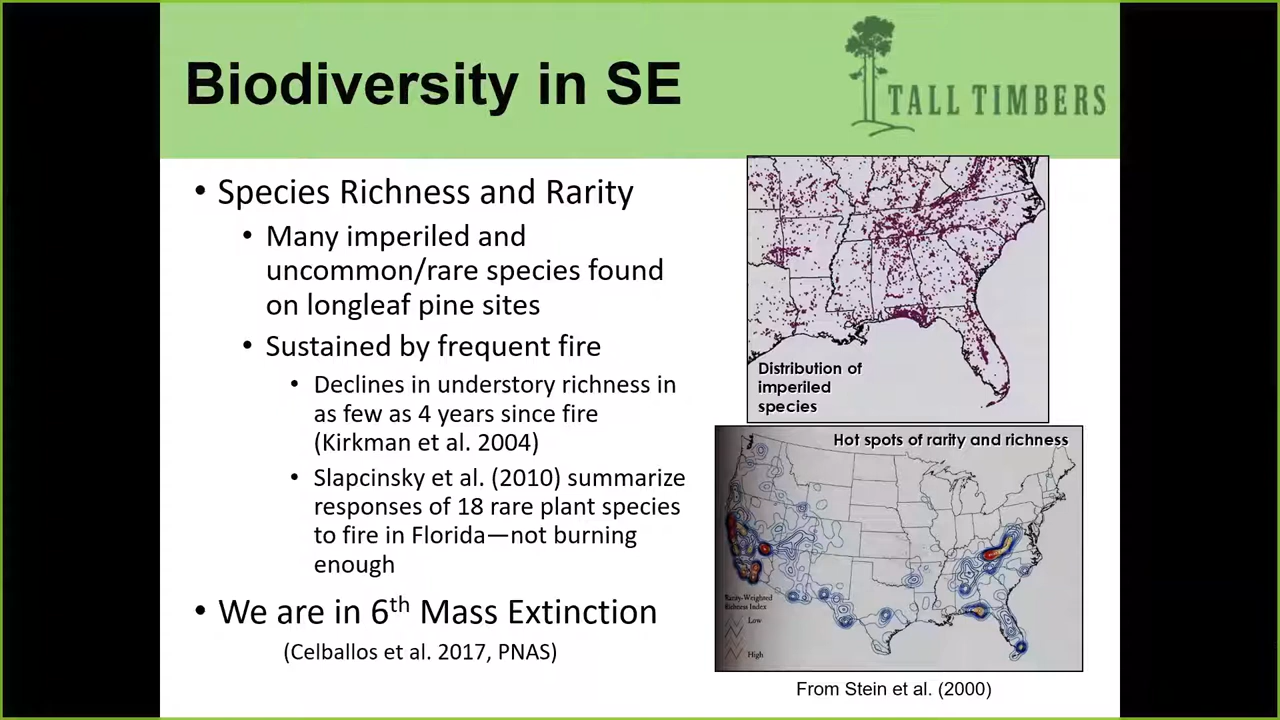 Biodiversity in SE
TALL TIMBERS
• Species Richness and Rarity
• Many imperiled and
uncommon/rare species found
on longleaf pine sites
• Sustained by frequent fire
• Declines in understory richness in
as few as 4 years since fire
(Kirkman et al. 2004)
• Slapcinsky et al. (2010) summarize
responses of 18 rare plant species
to fire in Florida—not burning
enough
• We are in 6th Mass Extinction
(Celballos et al. 2017, PNAS)
Distribution of
imperiled
species
Hot spots of rarity and richness
Rarity-Weighted
Richness Index
Low
High
From Stein et al. (2000)